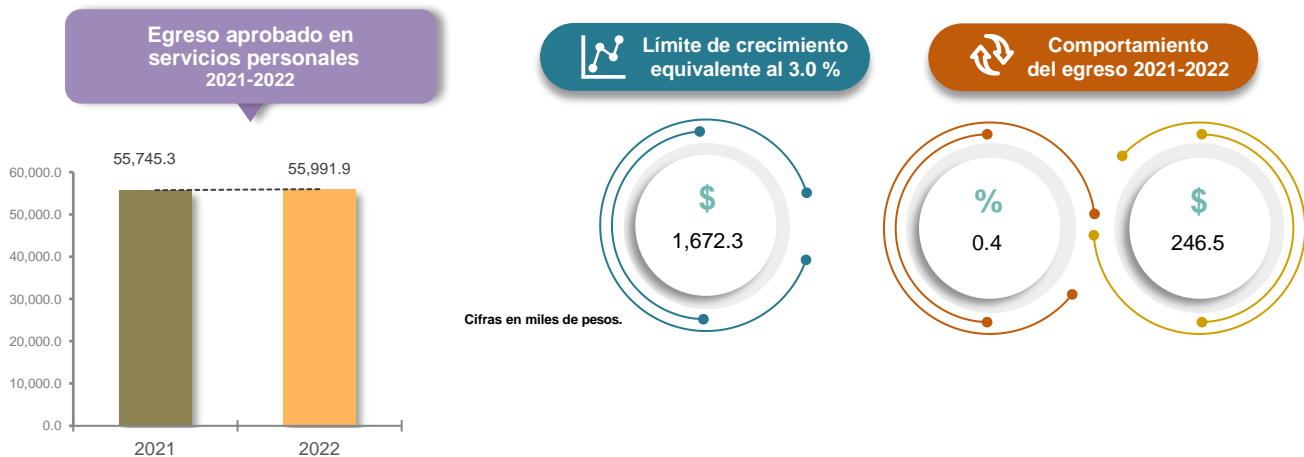 Egreso aprobado en
servicios personales
2021-2022
55,745.3
55,991.9
60,000.0
50,000.0
40,000.0
30,000.0
20,000.0
10,000.0
0.0
2021
2022
Límite de crecimiento
equivalente al 3.0 %
$
1,672.3
Cifras en miles de pesos.
Comportamiento
del egreso 2021-2022
%
0.4
$
246.5